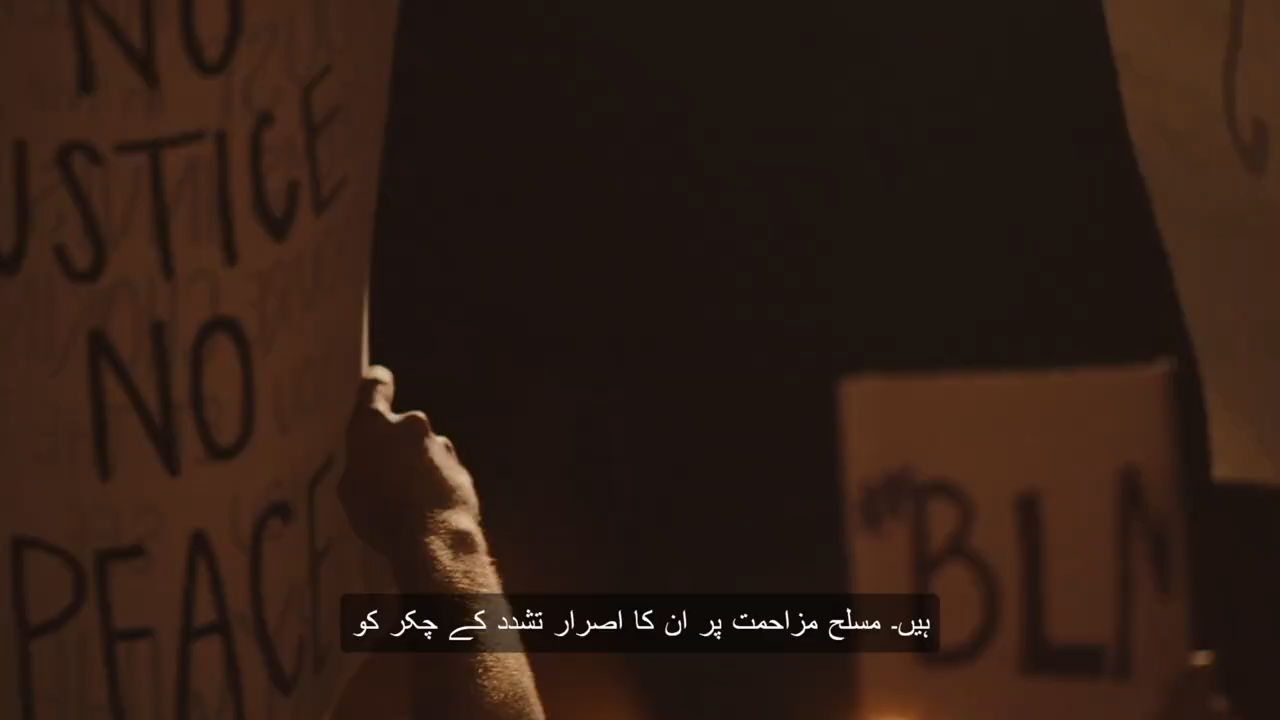 NO
JUSTICE
NO
PEACE
#BLM
ہیں۔ مسلح مزاحمت پر ان کا اصرار تشدد کے چکر کو